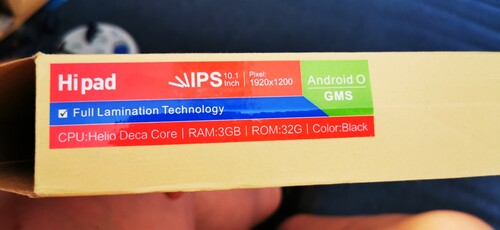 Hipad
IPS 10.1 Inch | Pixel: 1920x1200
Android O
GMS
Full Lamination Technology
CPU:Helio Deca Core | RAM:3GB | ROM:32G | Color:Black